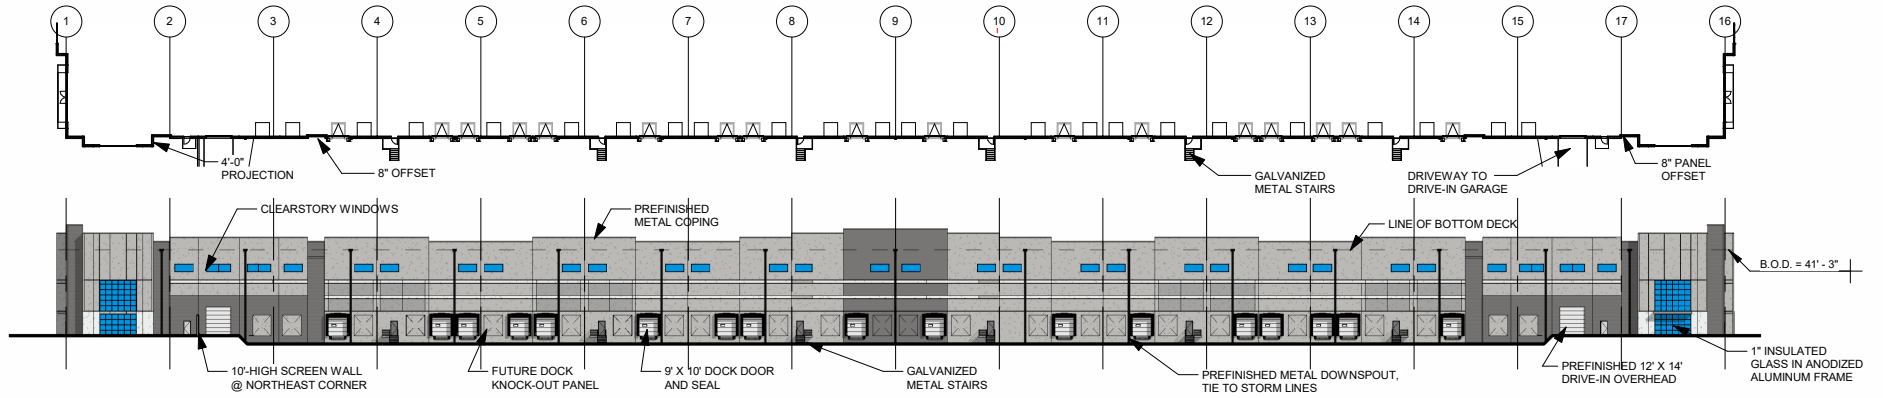 1 2 3 4 5 6 7 8 9 10 11 12 13 14 15 17 16
4'-0"
PROJECTION
8" OFFSET
GALVANIZED
METAL STAIRS
DRIVEWAY TO
DRIVE-IN GARAGE
8" PANEL
OFFSET
CLEARSTORY WINDOWS
PREFINISHED
METAL COPING
LINE OF BOTTOM DECK
B.O.D. = 41' - 3"
10'-HIGH SCREEN WALL
@ NORTHEAST CORNER
FUTURE DOCK
KNOCK-OUT PANEL
9' X 10' DOCK DOOR
AND SEAL
GALVANIZED
METAL STAIRS
PREFINISHED METAL DOWNSPOUT,
TIE TO STORM LINES
PREFINISHED 12' X 14'
DRIVE-IN OVERHEAD
1" INSULATED
GLASS IN ANODIZED
ALUMINUM FRAME